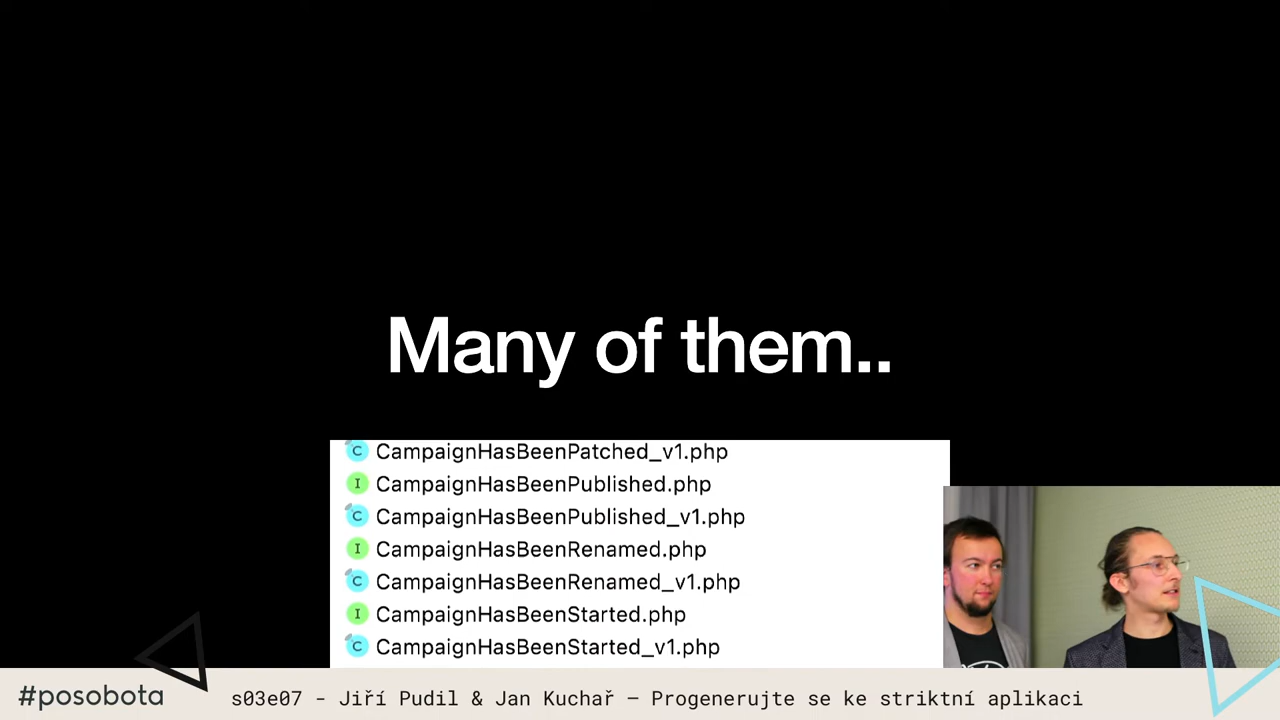 Many of them..
C CampaignHasBeenPatched_v1.php
I CampaignHasBeenPublished.php
C CampaignHasBeenPublished_v1.php
I CampaignHasBeenRenamed.php
C CampaignHasBeenRenamed_v1.php
I CampaignHasBeenStarted.php
C CampaignHasBeenStarted_v1.php
#posobota
s03e07 - Jiří Pudil & Jan Kuchař – Progenerujte se ke striktní aplikaci